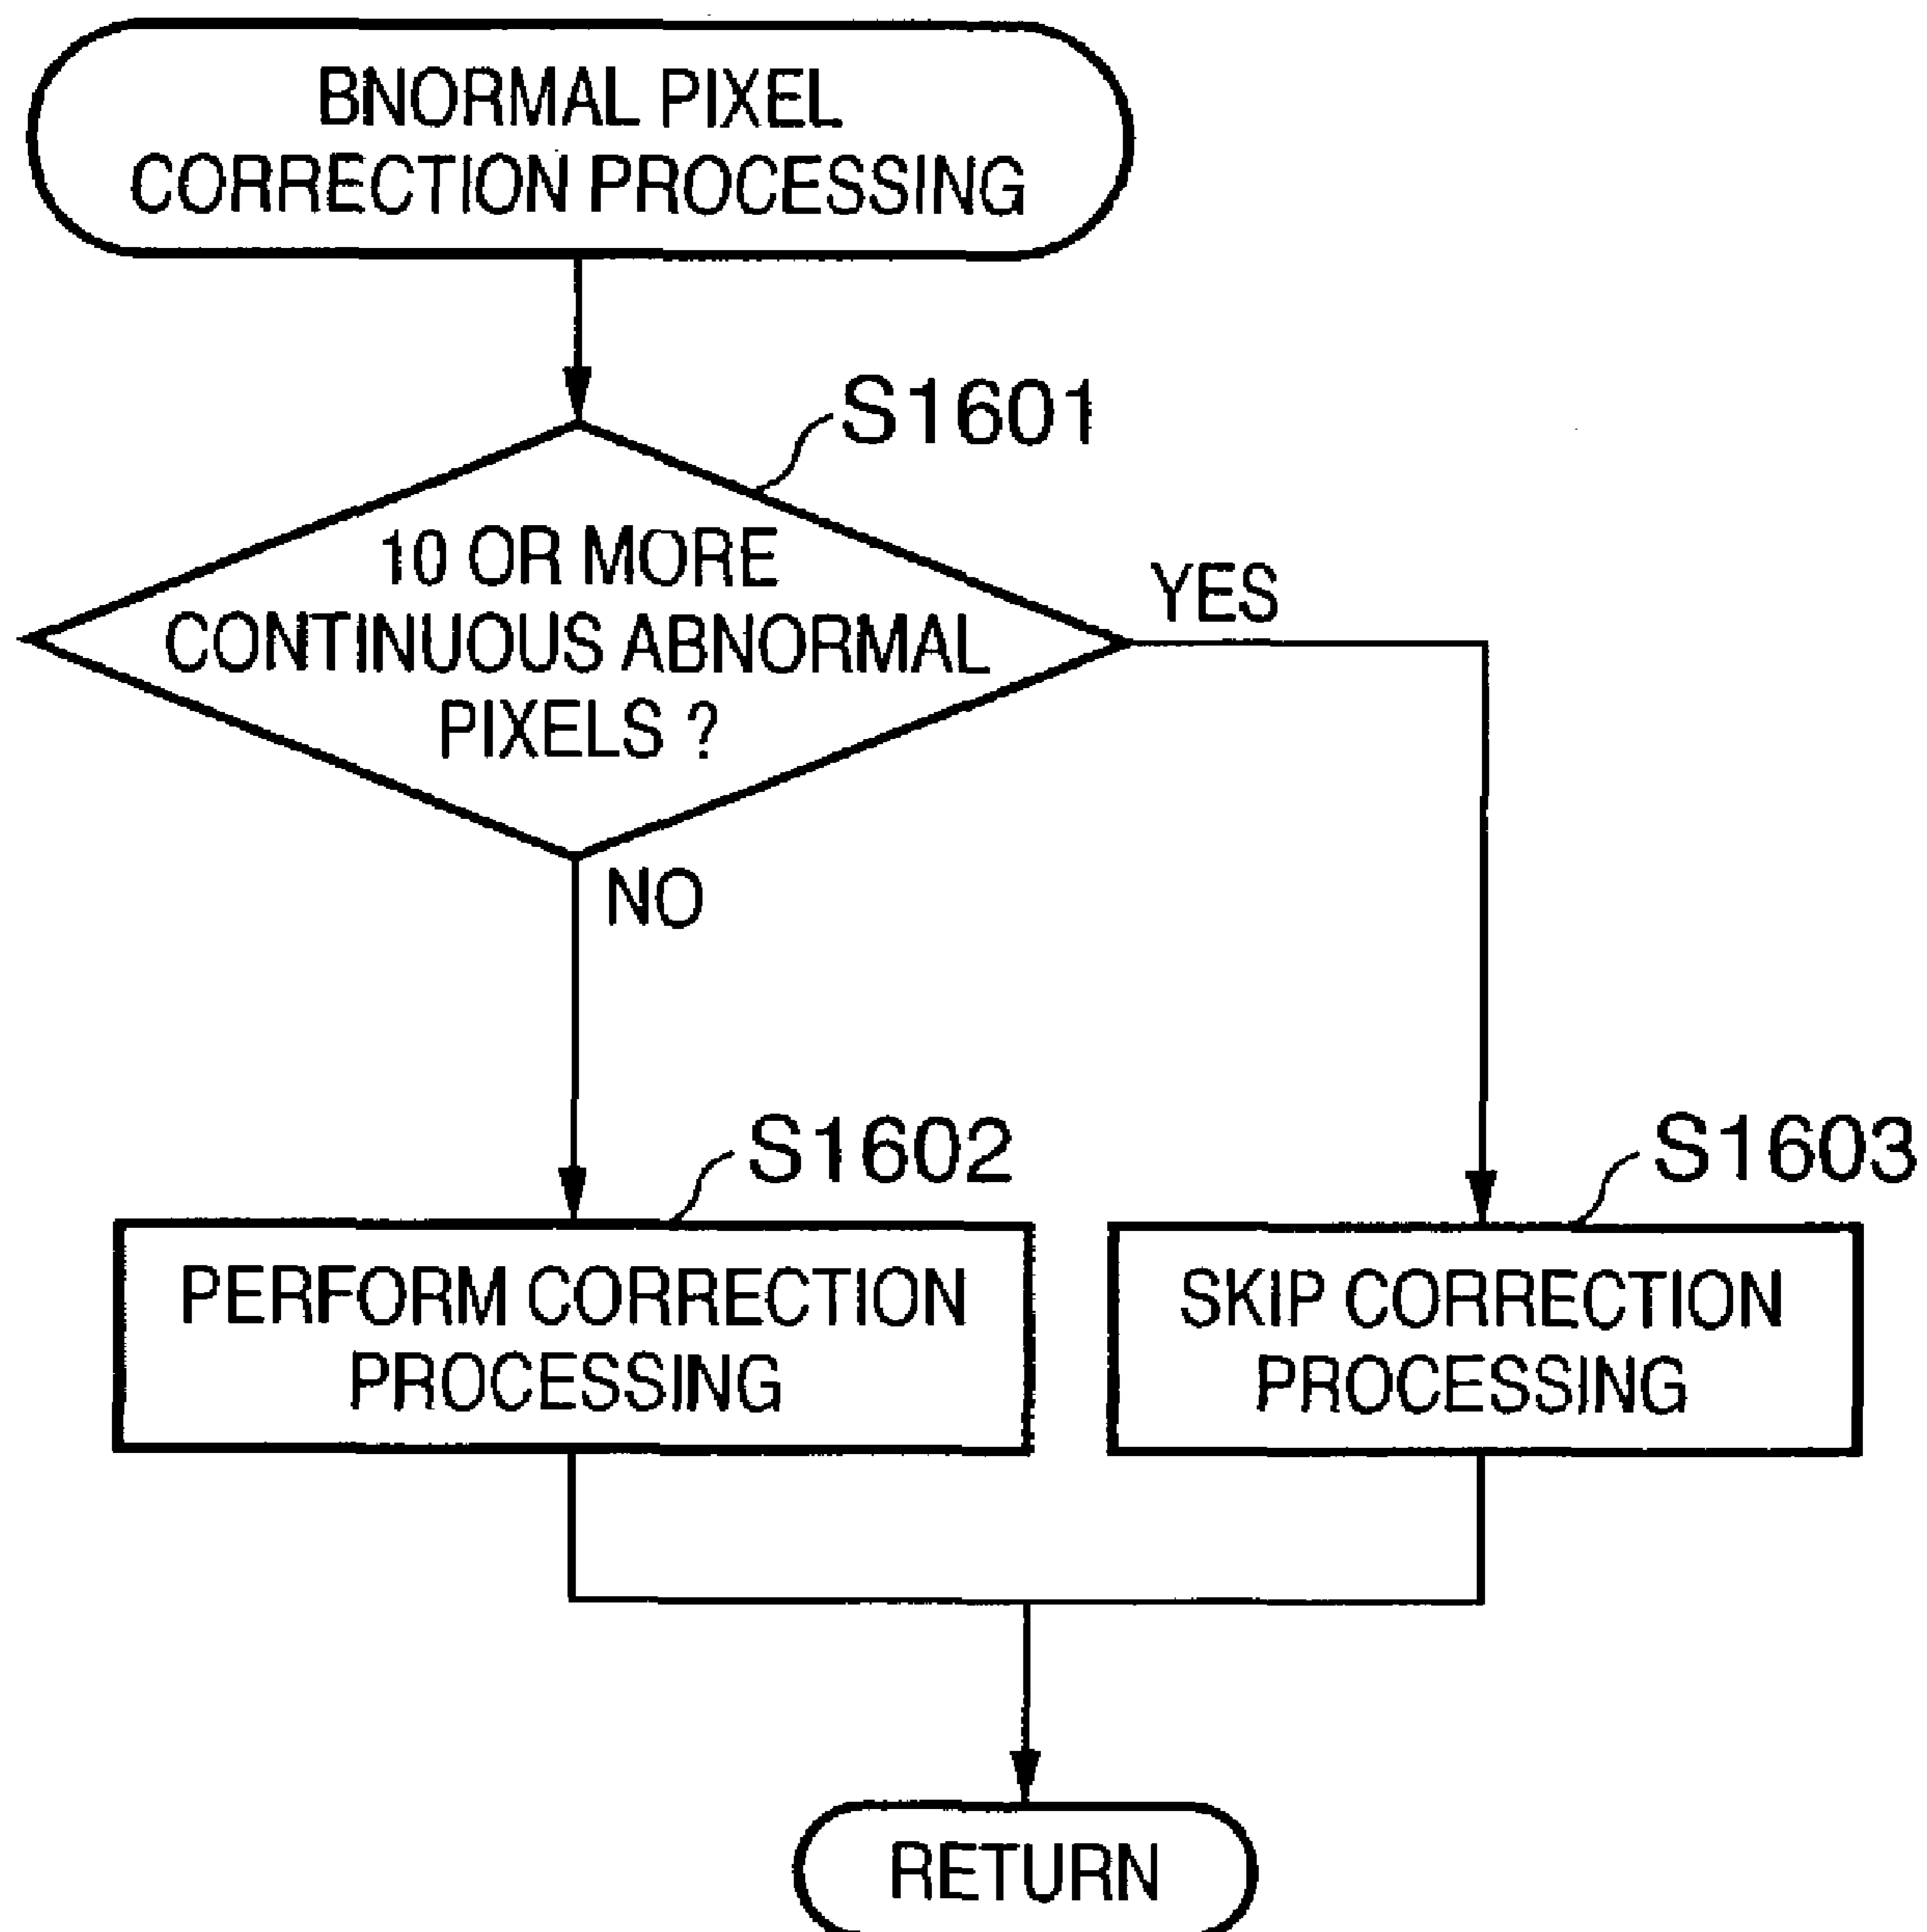 BNORMAL PIXEL
CORRECTION PROCESSING
S1601
10 OR MORE
CONTINUOUS ABNORMAL
PIXELS ?
YES
NO
S1602
S1603
PERFORM CORRECTION
PROCESSING
SKIP CORRECTION
PROCESSING
RETURN